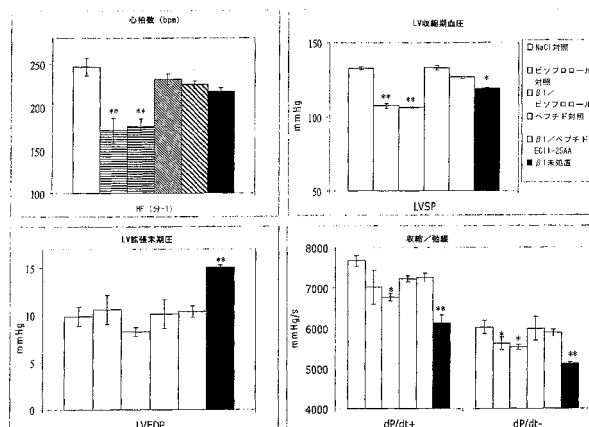 心拍数 (bpm)
250
200
150
100
**
**
HF (分-1)
LV収縮期血圧
mmHg
150
100
50
**
**
*
LVSP
NaCl対照
ビソプロロール
対照
β1/
ビソプロロール
ペプチド対照
β1/ペプチド
ECII-25AA
β1未処置
LV拡張末期圧
mmHg
15
10
5
0
**
LVEDP
収縮/弛緩
mmHg/s
8000
7000
6000
5000
4000
*
**
*
*
**
dP/dt+
dP/dt-